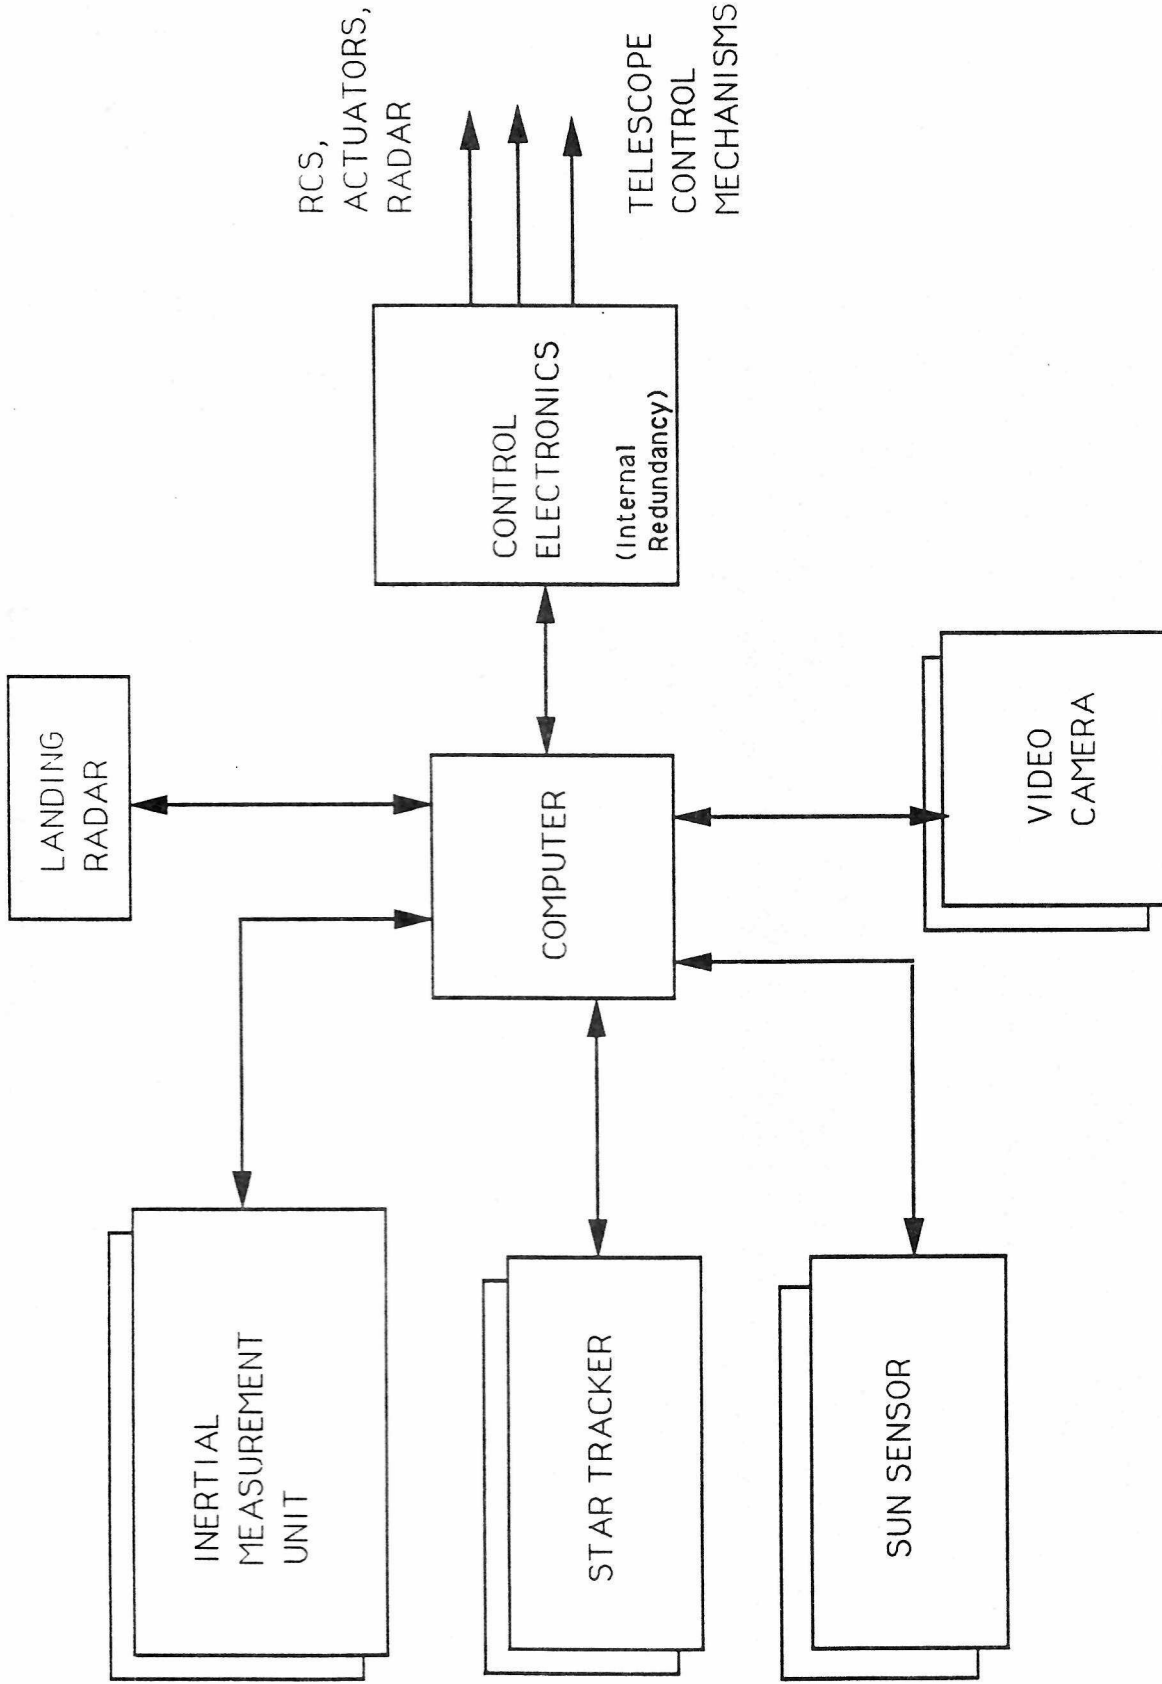 LANDING
RADAR
RCS,
ACTUATORS,
RADAR
INERTIAL
MEASUREMENT
UNIT
COMPUTER
CONTROL
ELECTRONICS
(Internal
Redundancy)
STAR TRACKER
TELESCOPE
CONTROL
MECHANISMS
SUN SENSOR
VIDEO
CAMERA